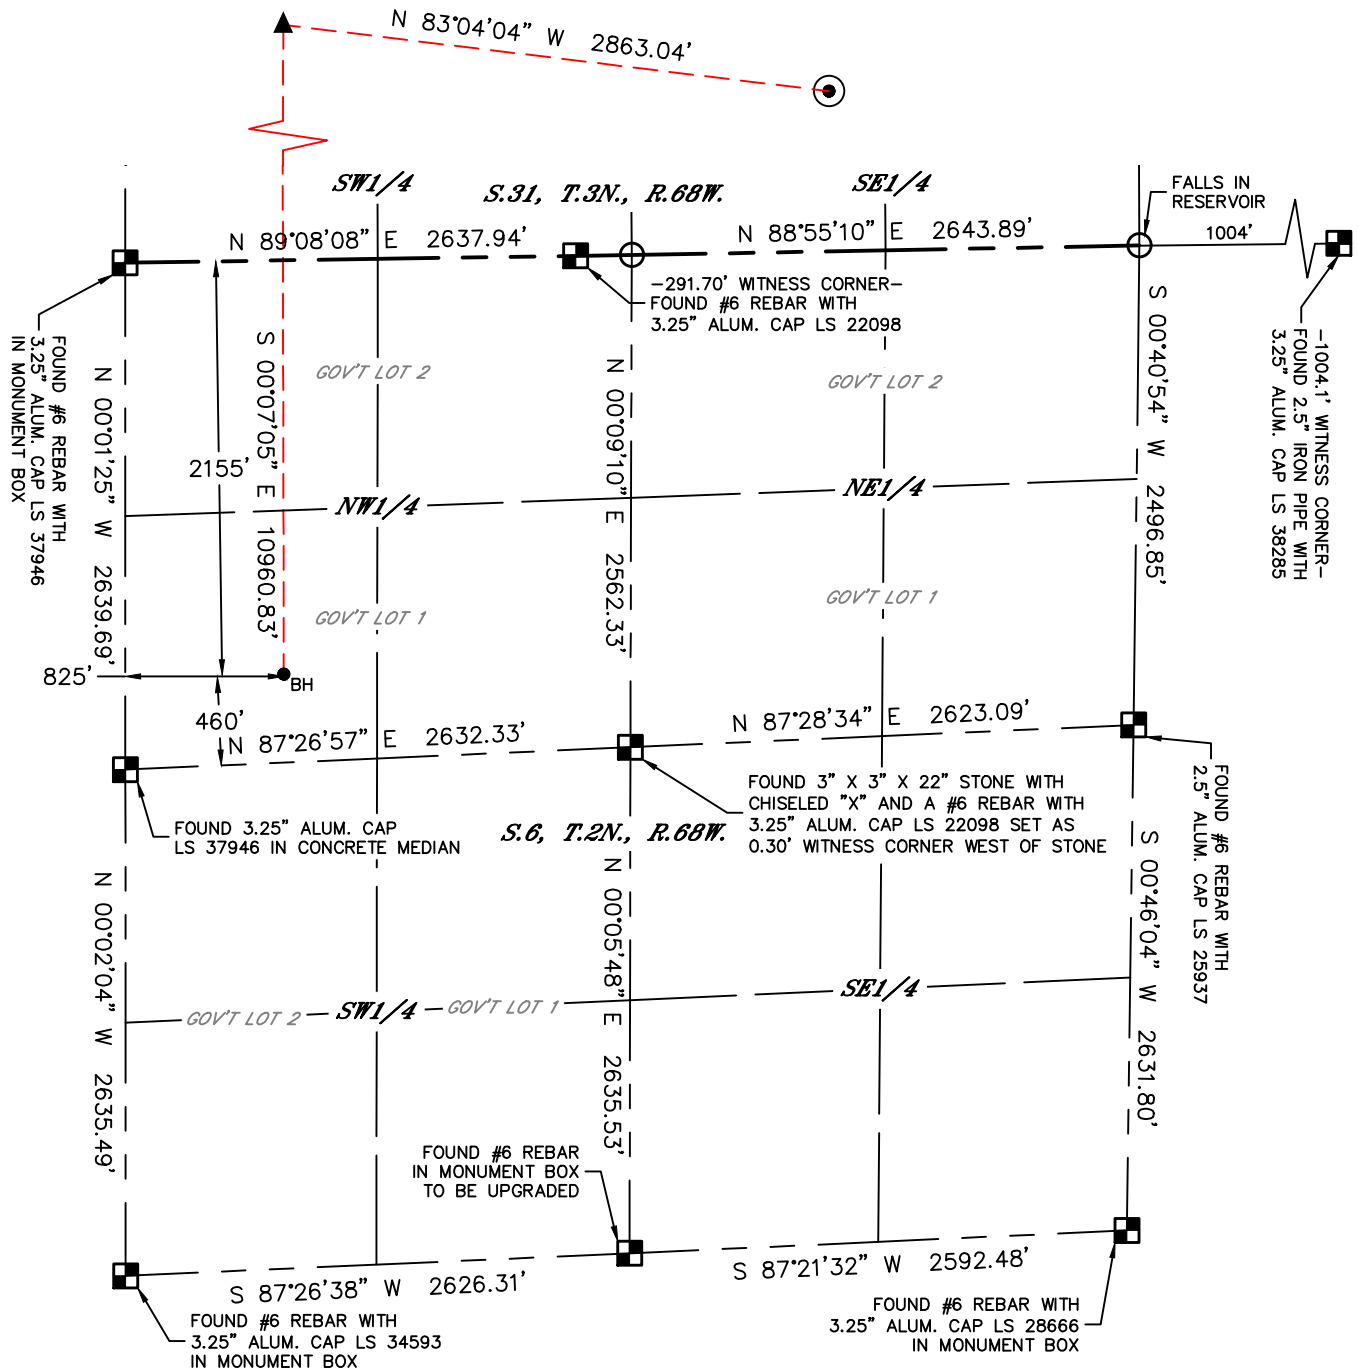 N 83°04'04" W 2863.04'
SW1/4
S.31, T.3N., R.68W.
SE1/4
FALLS IN
RESERVOIR
N 89°08'08" E 2637.94'
N 88°55'10" E 2643.89'
1004'
-291.70' WITNESS CORNER-
FOUND #6 REBAR WITH
3.25" ALUM. CAP LS 22098
-1004.1' WITNESS CORNER-
FOUND 2.5" IRON PIPE WITH
3.25" ALUM. CAP LS 38285
FOUND #6 REBAR WITH
3.25" ALUM. CAP LS 37946
IN MONUMENT BOX
N 00°01'25" W 2639.69'
S 00°07'05" E 10960.83'
N 00°09'10" E 2562.33'
S 00°40'54" W 2496.85'
GOV'T LOT 2
GOV'T LOT 2
2155'
NW1/4
NE1/4
GOV'T LOT 1
GOV'T LOT 1
825'
BH
460'
N 87°26'57" E 2632.33'
N 87°28'34" E 2623.09'
FOUND 3" X 3" X 22" STONE WITH
CHISELED "X" AND A #6 REBAR WITH
3.25" ALUM. CAP LS 22098 SET AS
0.30' WITNESS CORNER WEST OF STONE
FOUND #6 REBAR WITH
2.5" ALUM. CAP LS 25937
FOUND 3.25" ALUM. CAP
LS 37946 IN CONCRETE MEDIAN
S.6, T.2N., R.68W.
N 00°02'04" W 2635.49'
N 00°05'48" E 2635.53'
S 00°46'04" W 2631.80'
GOV'T LOT 2
SW1/4
GOV'T LOT 1
SE1/4
FOUND #6 REBAR
IN MONUMENT BOX
TO BE UPGRADED
S 87°26'38" W 2626.31'
S 87°21'32" W 2592.48'
FOUND #6 REBAR WITH
3.25" ALUM. CAP LS 34593
IN MONUMENT BOX
FOUND #6 REBAR WITH
3.25" ALUM. CAP LS 28666
IN MONUMENT BOX